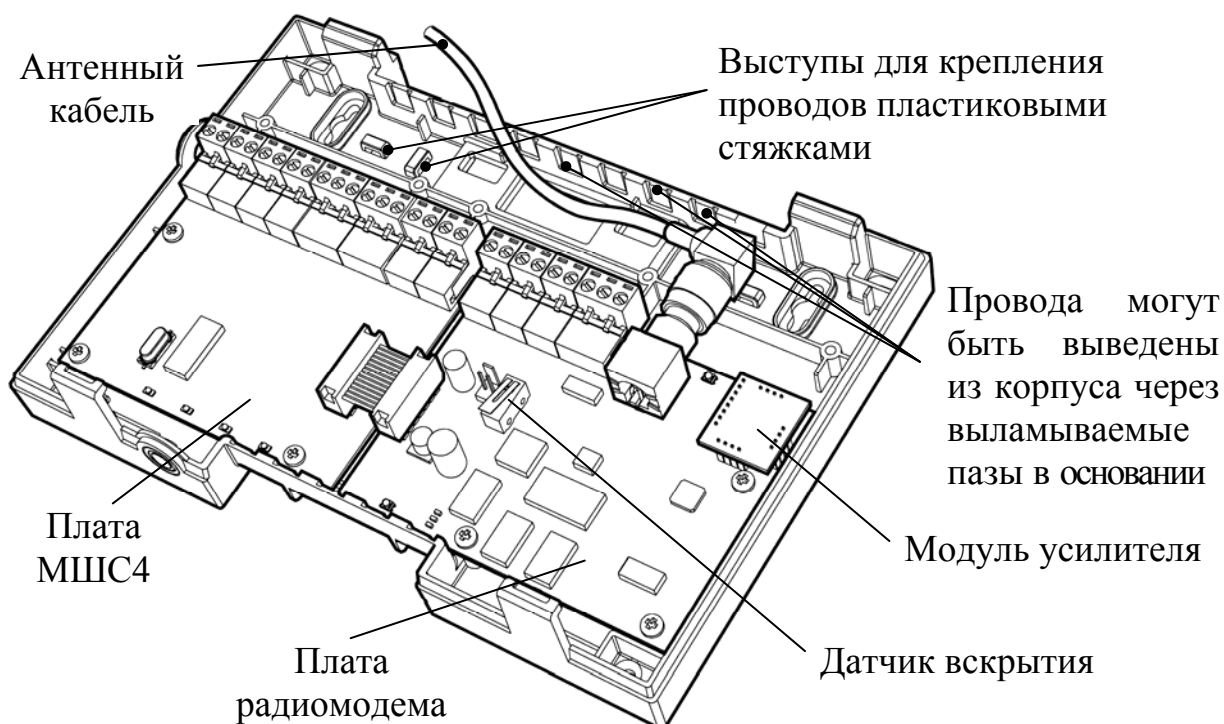 Антенный
кабель
Выступы для крепления
проводов пластиковыми
стяжками
Провода могут
быть выведены
из корпуса через
выламываемые
пазы в основании
Плата
МШС4
Модуль усилителя
Плата
радиомодема
Датчик вскрытия